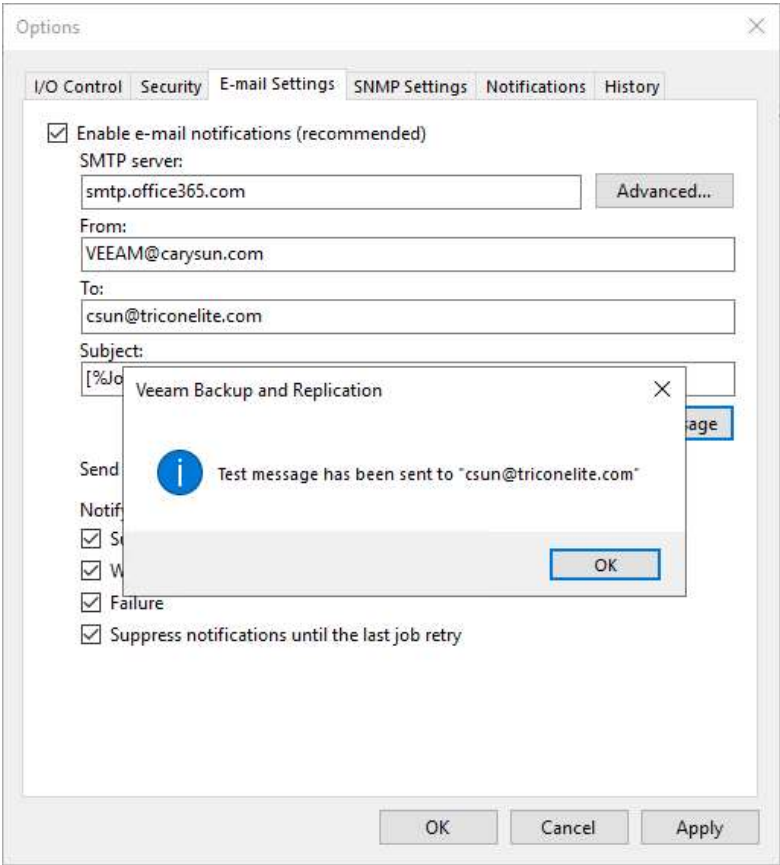 Options
I/O Control Security E-mail Settings SNMP Settings Notifications History
Enable e-mail notifications (recommended)
SMTP server:
smtp.office365.com Advanced...
From:
VEEAM@carysun.com
To:
csun@triconelite.com
Subject:
[%Jo
Veeam Backup and Replication
sage
Send
Test message has been sent to "csun@triconelite.com"
Notify
OK
Failure
Suppress notifications until the last job retry
OK Cancel Apply